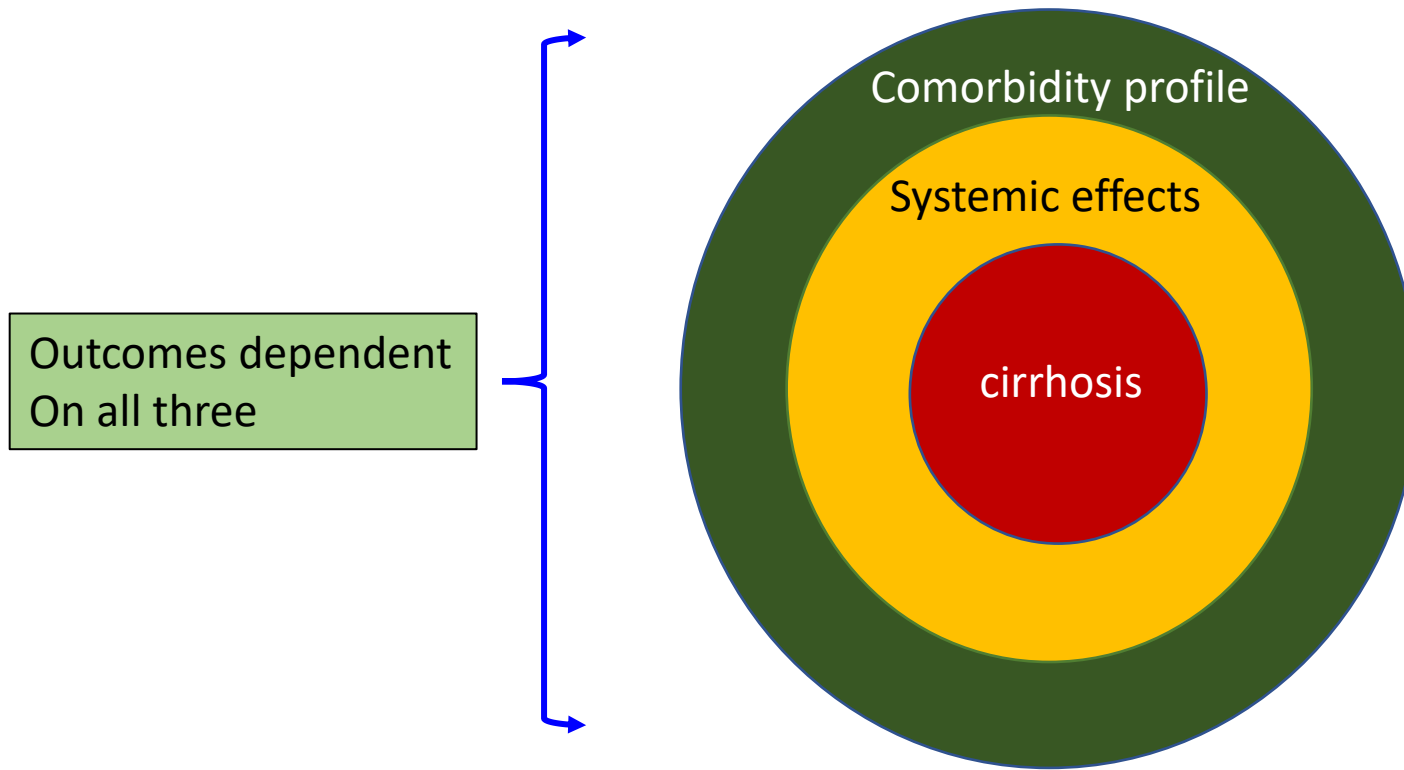 Comorbidity profile
Systemic effects
cirrhosis
Outcomes dependent
On all three